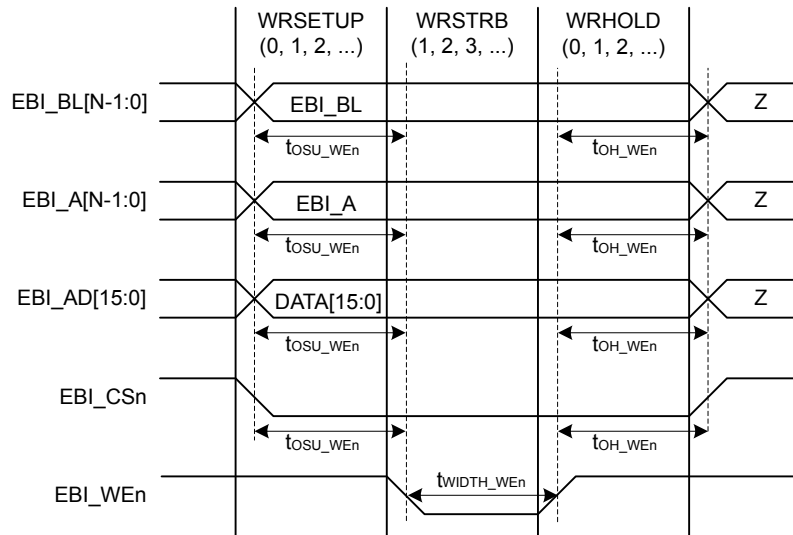 WRSETUP
(0, 1, 2, ...)
WRSTRB
(1, 2, 3, ...)
WRHOLD
(0, 1, 2, ...)
EBI_BL[N-1:0]
EBI_BL
Z
tOSU_WEn
tOH_WEn
EBI_A[N-1:0]
EBI_A
Z
tOSU_WEn
tOH_WEn
EBI_AD[15:0]
DATA[15:0]
Z
tOSU_WEn
tOH_WEn
EBI_CSn
tOSU_WEn
tOH_WEn
EBI_WEn
tWIDTH_WEn